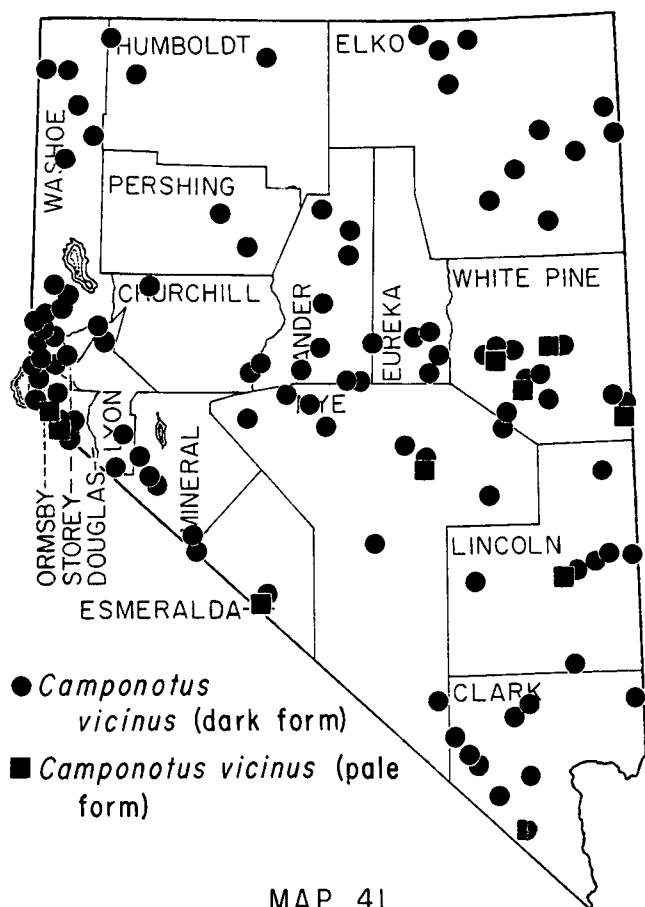 HUMBOLDT
ELKO
WASHOE
PERSHING
CHURCHILL
LANDER
EUREKA
WHITE PINE
NYE
LYON
MINERAL
ORMSBY
STOREY
DOUGLAS
LINCOLN
ESMERALDA
CLARK
Camponotus
vicinus (dark form)
Camponotus vicinus (pale
form)
MAP 41